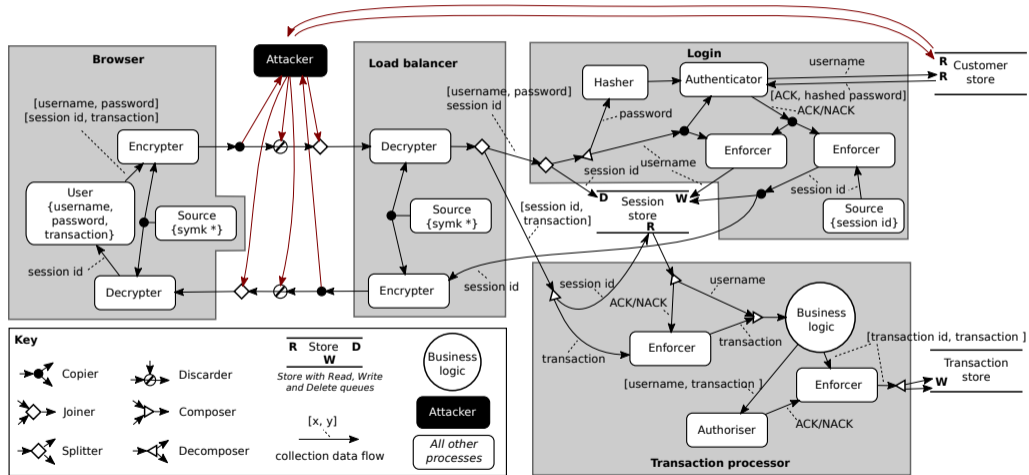 Browser
Attacker
Load balancer
Login
[username, password]
[session id, transaction]
Encrypter
User
{username,
password,
transaction}
Source
{symk *}
session id
Decrypter
Decrypter
Source
{symk *}
Encrypter
[username, password]
session id
Hasher
Authenticator
username
[ACK, hashed password]
ACK/NACK
password
R
R
Customer
store
Enforcer
Enforcer
username
session id
session id
Source
{session id}
D
W
Session
store
R
[session id,
transaction]
session id
session id
ACK/NACK
username
Business
logic
transaction
transaction
Enforcer
[transaction id, transaction ]
[username, transaction ]
Enforcer
W
Transaction
store
Authoriser
ACK/NACK
Transaction processor
Key
Copier
Discarder
Joiner
Composer
Splitter
Decomposer
R Store D
W
Store with Read, Write
and Delete queues
[x, y]
collection data flow
Business
logic
Attacker
All other
processes